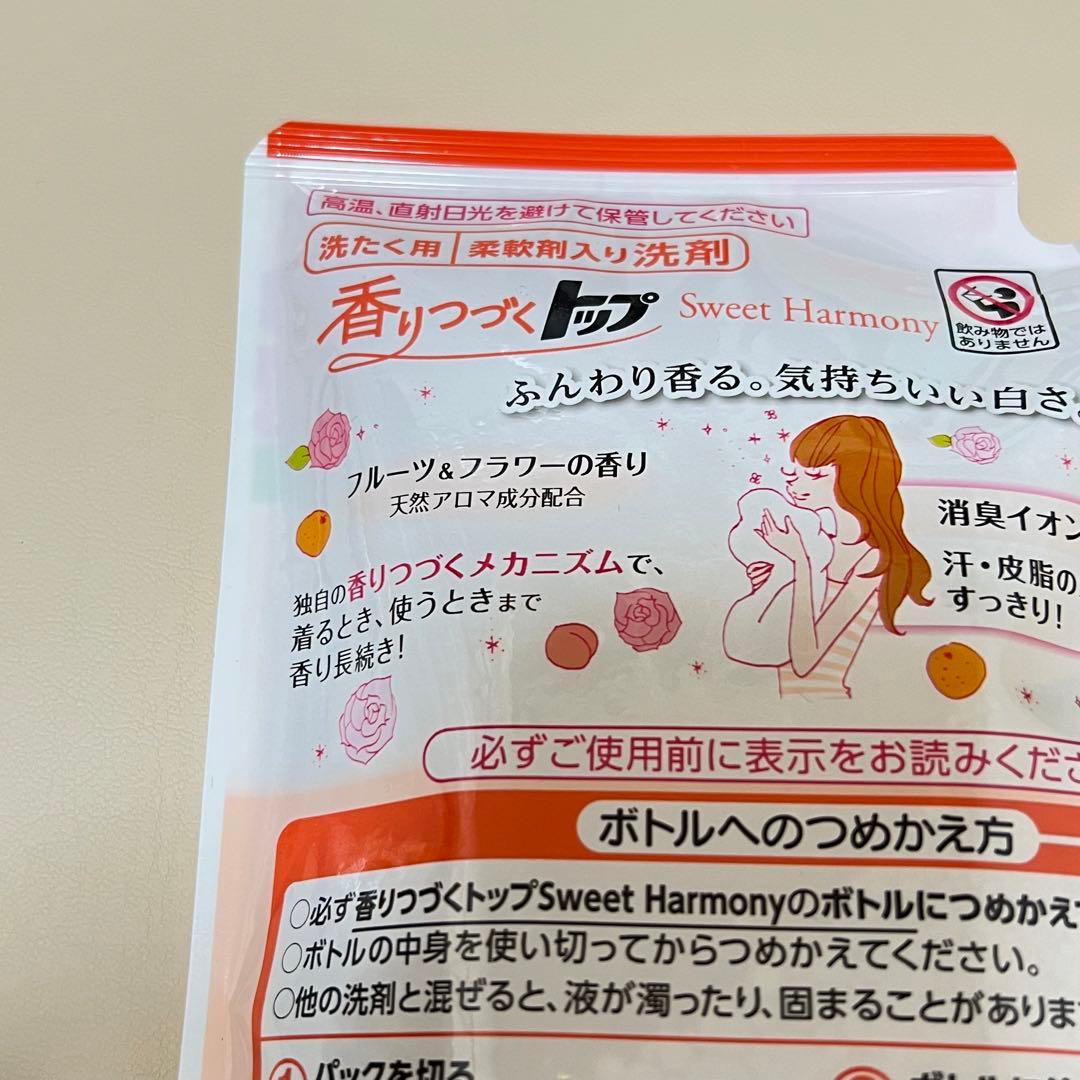 高温、直射日光を避けて保管してください
洗たく用 柔軟剤入り洗剤
香りつづくトップ Sweet Harmony
飲み物では
ありません
ふんわり香る。気持ちいい白さ。
フルーツ&フラワーの香り
天然アロマ成分配合
消臭イオン
汗・皮脂の
すっきり!
独自の香りつづくメカニズムで、
着るとき、使うときまで
香り長続き!
必ずご使用前に表示をお読みくださ
ボトルへのつめかえ方
○必ず香りつづくトップSweet Harmonyのボトルにつめかえて
○ボトルの中身を使い切ってからつめかえてください。
○他の洗剤と混ぜると、液が濁ったり、固まることがありま
① パックを切る